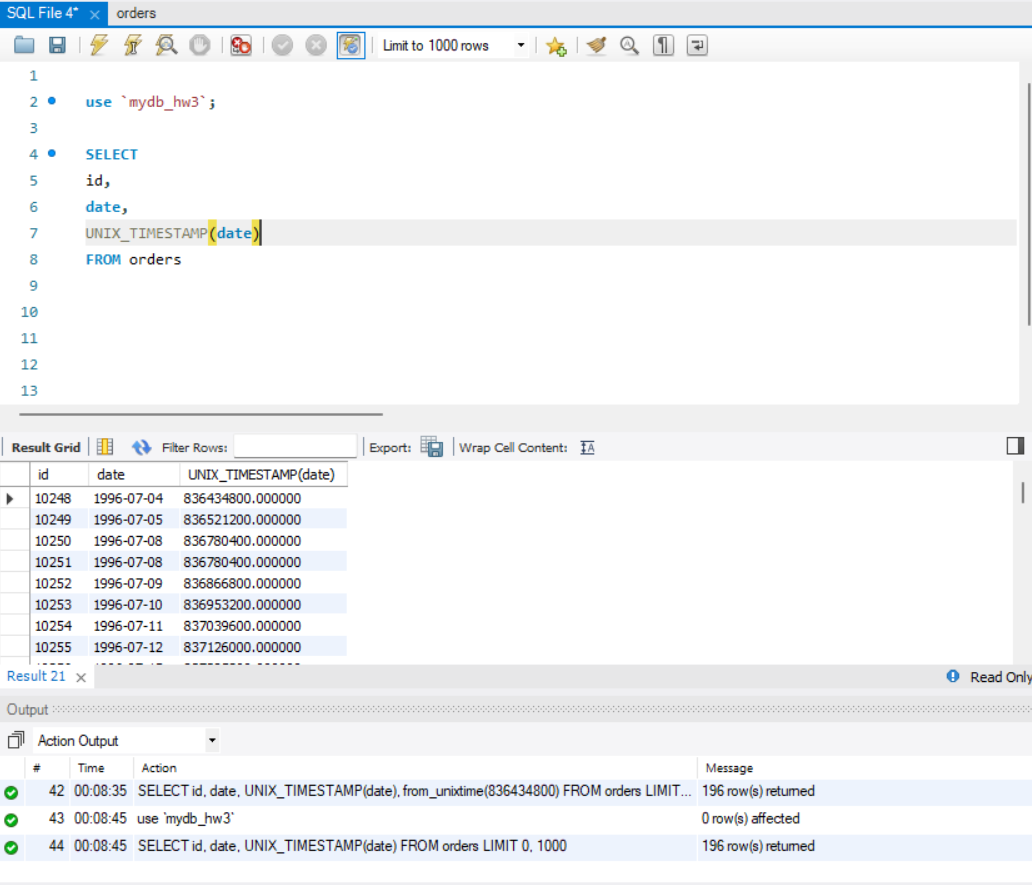 SQL File 4* orders
Limit to 1000 rows
1
2 use `mydb_hw3`;
3
4 SELECT
5 id,
6 date,
7 UNIX_TIMESTAMP(date)
8 FROM orders
9
10
11
12
13
Result Grid Filter Rows: Export: Wrap Cell Content:
id date UNIX_TIMESTAMP(date)
10248 1996-07-04 836434800.000000
10249 1996-07-05 836521200.000000
10250 1996-07-08 836780400.000000
10251 1996-07-08 836780400.000000
10252 1996-07-09 836866800.000000
10253 1996-07-10 836953200.000000
10254 1996-07-11 837039600.000000
10255 1996-07-12 837126000.000000
Result 21 Read Only
Output
Action Output
# Time Action Message
42 00:08:35 SELECT id, date, UNIX_TIMESTAMP(date), from_unixtime(836434800) FROM orders LIMIT... 196 row(s) returned
43 00:08:45 use `mydb_hw3` 0 row(s) affected
44 00:08:45 SELECT id, date, UNIX_TIMESTAMP(date) FROM orders LIMIT 0, 1000 196 row(s) returned